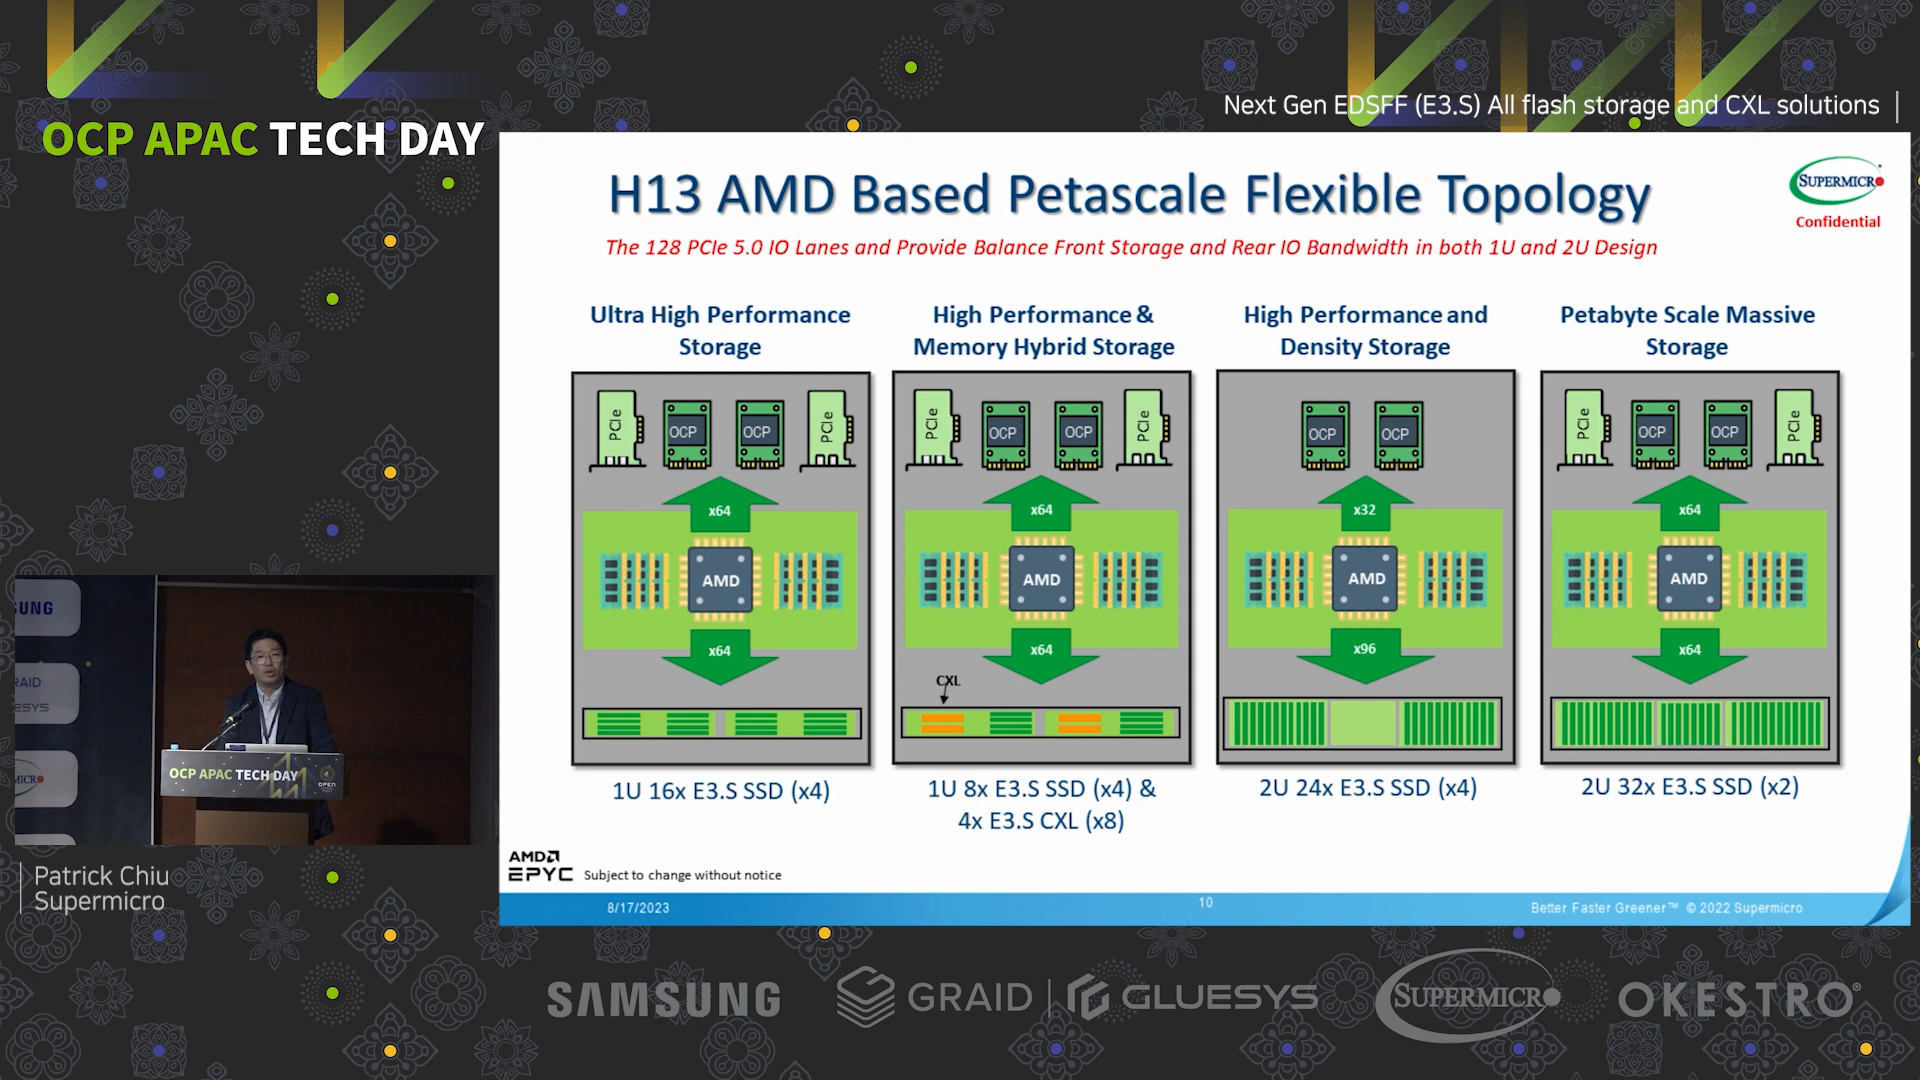 OCP APAC TECH DAY
Next Gen EDSFF (E3.S) All flash storage and CXL solutions
H13 AMD Based Petascale Flexible Topology
SUPERMICRO
Confidential
The 128 PCIe 5.0 IO Lanes and Provide Balance Front Storage and Rear IO Bandwidth in both 1U and 2U Design
Ultra High Performance
Storage
PCIe OCP OCP PCIe
x64
AMD
x64
1U 16x E3.S SSD (x4)
High Performance &
Memory Hybrid Storage
PCIe OCP OCP PCIe
x64
AMD
x64
CXL
1U 8x E3.S SSD (x4) &
4x E3.S CXL (x8)
High Performance and
Density Storage
OCP OCP
x32
AMD
x96
2U 24x E3.S SSD (x4)
Petabyte Scale Massive
Storage
PCIe OCP OCP PCIe
x64
AMD
x64
2U 32x E3.S SSD (x2)
AMD
EPYC
Subject to change without notice
8/17/2023
10
Better Faster Greener™ © 2022 Supermicro
SUNG
RAID
ESYS
MICRO
OCP APAC TECH DAY
OPEN
Patrick Chiu
Supermicro
SAMSUNG
GRAID
GLUESYS
SUPERMICRO
OKESTRO®